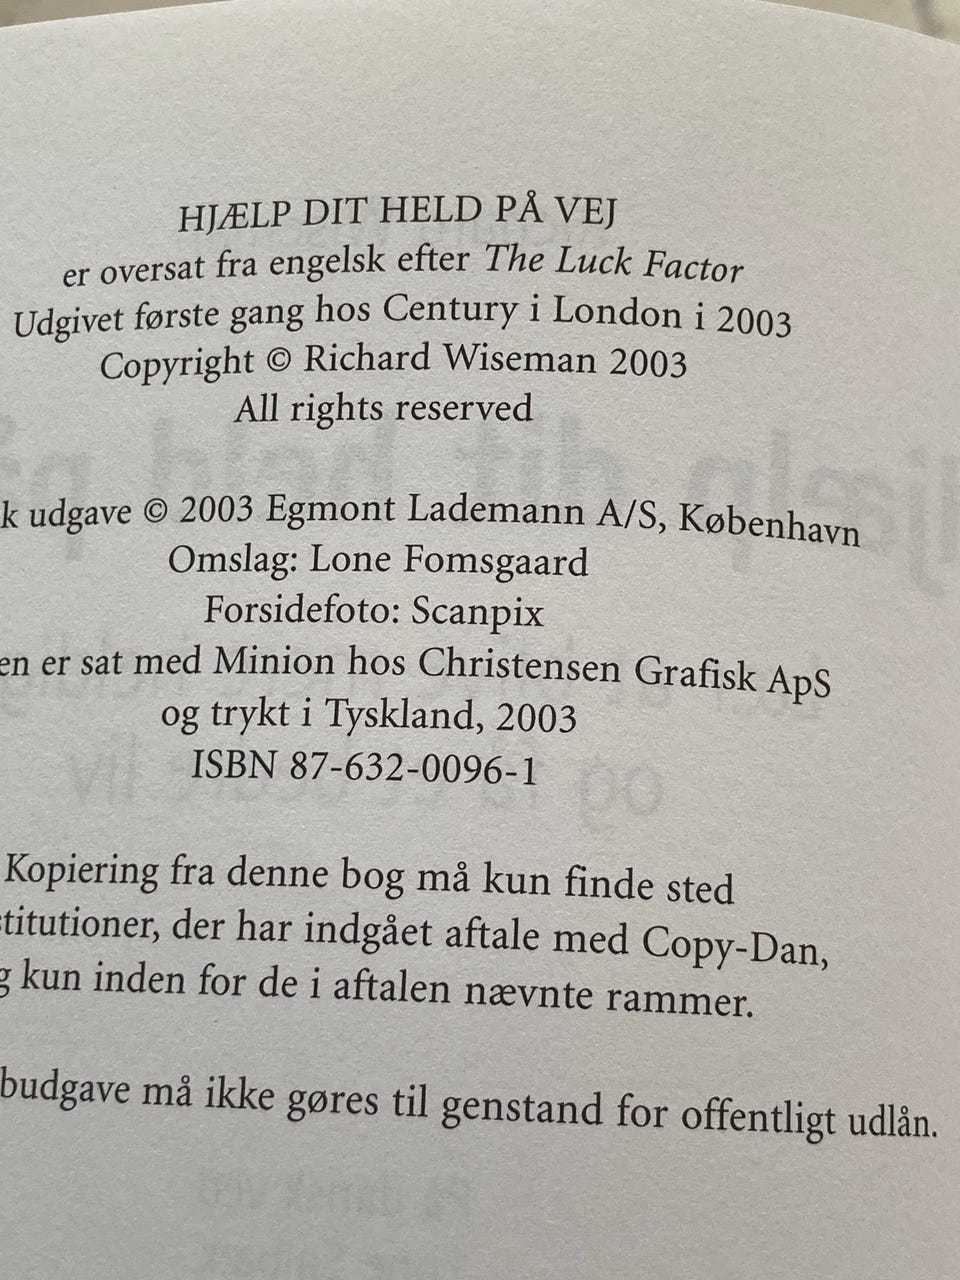 HJÆLP DIT HELD PÅ VEJ
er oversat fra engelsk efter The Luck Factor
Udgivet første gang hos Century i London i 2003
Copyright © Richard Wiseman 2003
All rights reserved
k udgave © 2003 Egmont Lademann A/S, København
Omslag: Lone Fomsgaard
Forsidefoto: Scanpix
en er sat med Minion hos Christensen Grafisk ApS
og trykt i Tyskland, 2003
ISBN 87-632-0096-1
Kopiering fra denne bog må kun finde sted
stitutioner, der har indgået aftale med Copy-Dan,
g kun inden for de i aftalen nævnte rammer.
budgave må ikke gøres til genstand for offentligt udlån.